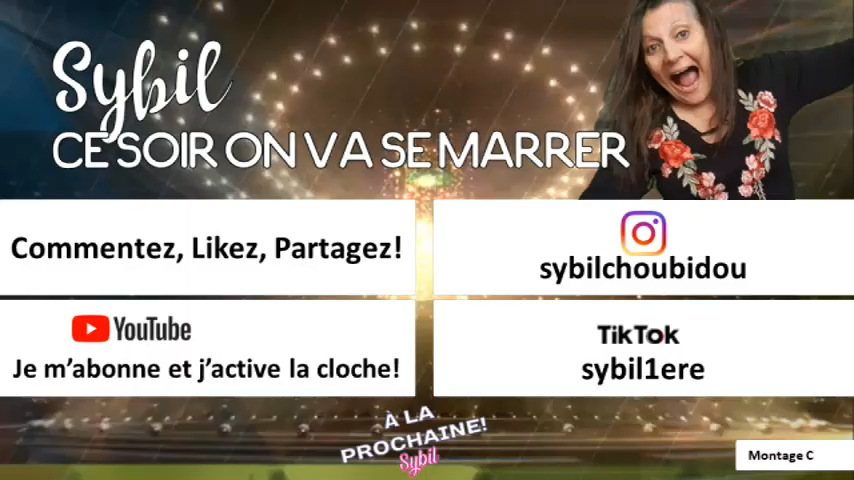 Sybil
CE SOIR ON VA SE MARRER
Commentez, Likez, Partagez!
sybilchoubidou
YouTube
Je m’abonne et j’active la cloche!
TikTok
sybil1ere
À LA
PROCHAINE!
Sybil
Montage C